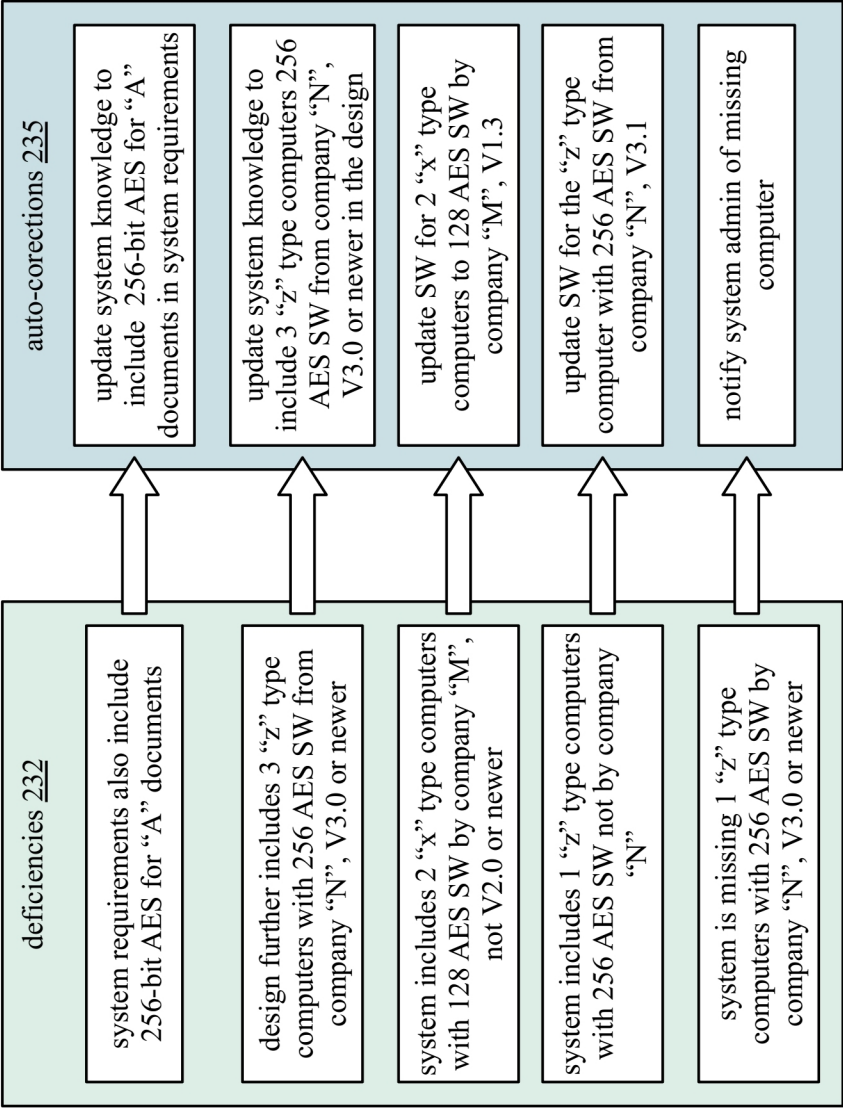 deficiencies 232
system requirements also include
256-bit AES for “A” documents
design further includes 3 “z” type
computers with 256 AES SW from
company “N”, V3.0 or newer
system includes 2 “x” type computers
with 128 AES SW by company “M”,
not V2.0 or newer
system includes 1 “z” type computers
with 256 AES SW not by company
“N”
system is missing 1 “z” type
computers with 256 AES SW by
company “N”, V3.0 or newer
auto-corections 235
update system knowledge to
include 256-bit AES for “A”
documents in system requirements
update system knowledge to
include 3 “z” type computers 256
AES SW from company “N”,
V3.0 or newer in the design
update SW for 2 “x” type
computers to 128 AES SW by
company “M”, V1.3
update SW for the “z” type
computer with 256 AES SW from
company “N”, V3.1
notify system admin of missing
computer